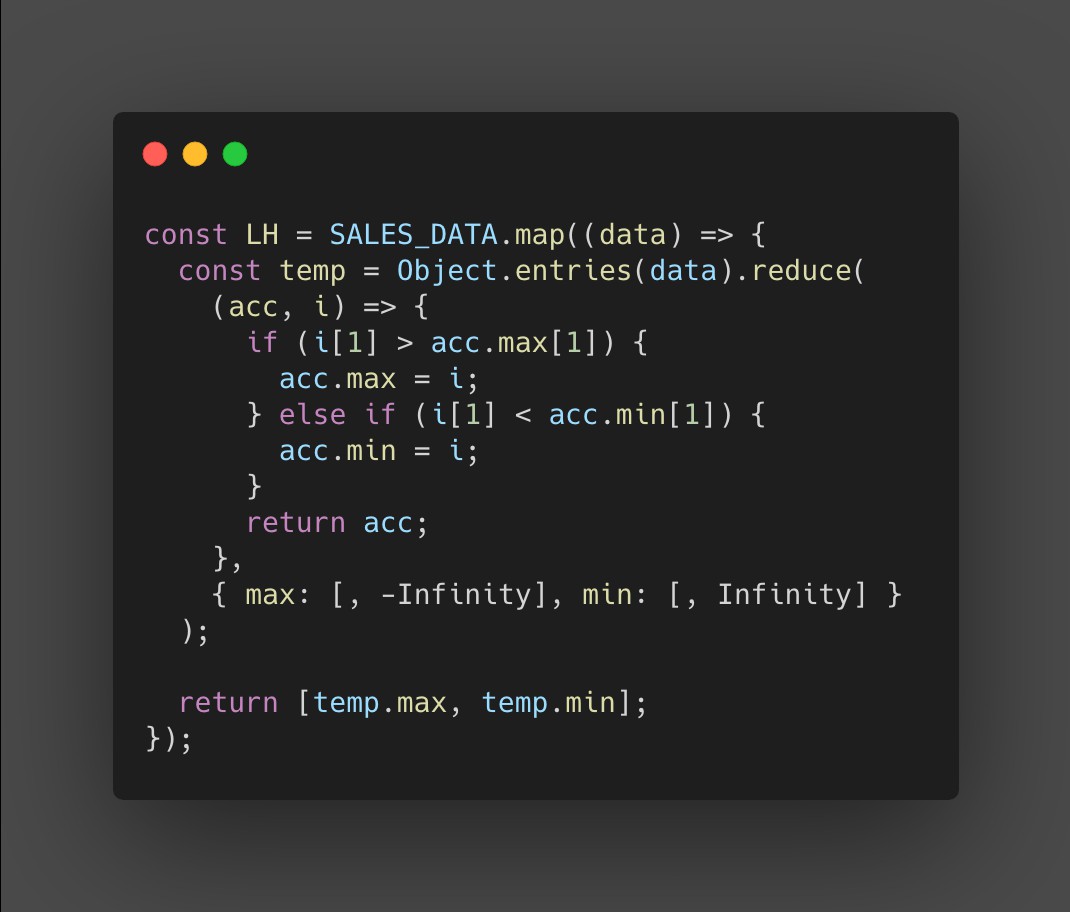 const LH = SALES_DATA.map((data) => {
  const temp = Object.entries(data).reduce(
    (acc, i) => {
      if (i[1] > acc.max[1]) {
        acc.max = i;
      } else if (i[1] < acc.min[1]) {
        acc.min = i;
      }
      return acc;
    },
    { max: [, -Infinity], min: [, Infinity] }
  );

  return [temp.max, temp.min];
});